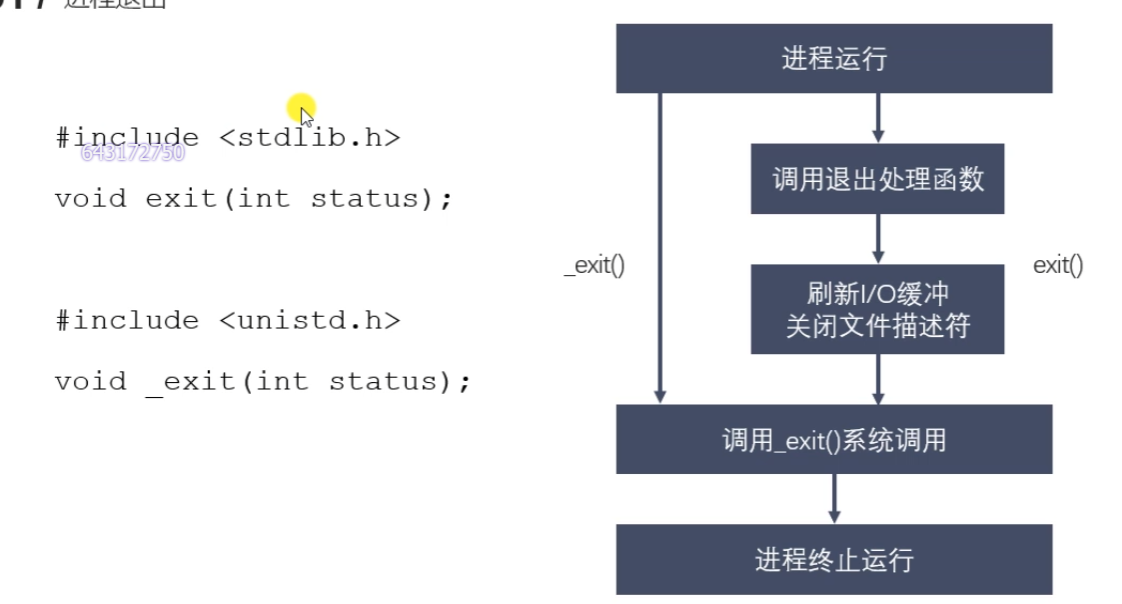 进程退出
#include <stdlib.h>
643172750
void exit(int status);
#include <unistd.h>
void _exit(int status);
进程运行
调用退出处理函数
_exit()
exit()
刷新I/O缓冲
关闭文件描述符
调用_exit()系统调用
进程终止运行